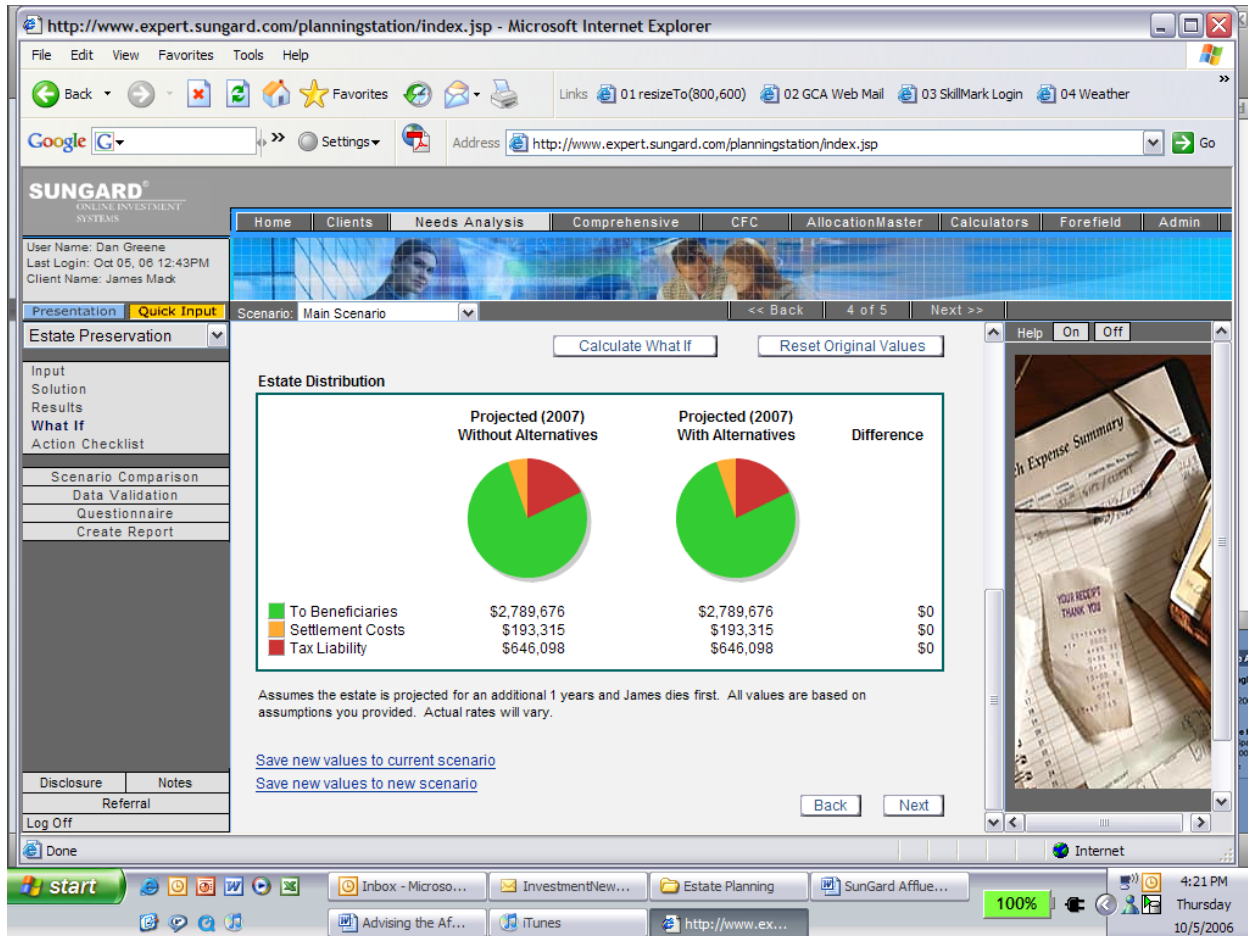 http://www.expert.sungard.com/planningstation/index.jsp - Microsoft Internet Explorer
File Edit View Favorites Tools Help
Back Favorites Links 01 resizeTo(800,600) 02 GCA Web Mail 03 SkillMark Login 04 Weather
Google G Settings Address http://www.expert.sungard.com/planningstation/index.jsp Go
SUNGARD®
ONLINE INVESTMENT
SYSTEMS
Home Clients Needs Analysis Comprehensive CFC AllocationMaster Calculators Forefield Admin
User Name: Dan Greene
Last Login: Oct 05, 06 12:43PM
Client Name: James Mack
Presentation Quick Input
Scenario: Main Scenario << Back 4 of 5 Next >>
Estate Preservation
Help On Off
Input
Solution
Results
What If
Action Checklist
Scenario Comparison
Data Validation
Questionnaire
Create Report
Calculate What If Reset Original Values
Estate Distribution
Projected (2007) Projected (2007)
Without Alternatives With Alternatives Difference
To Beneficiaries $2,789,676 $2,789,676 $0
Settlement Costs $193,315 $193,315 $0
Tax Liability $646,098 $646,098 $0
Assumes the estate is projected for an additional 1 years and James dies first. All values are based on
assumptions you provided. Actual rates will vary.
Save new values to current scenario
Save new values to new scenario
Back Next
Expense Summary
YOUR RECEIPT
THANK YOU
Disclosure Notes
Referral
Log Off
Done Internet
start Inbox - Microso... InvestmentNew... Estate Planning SunGard Afflue...
Advising the Af... iTunes http://www.ex...
100%
4:21 PM
Thursday
10/5/2006